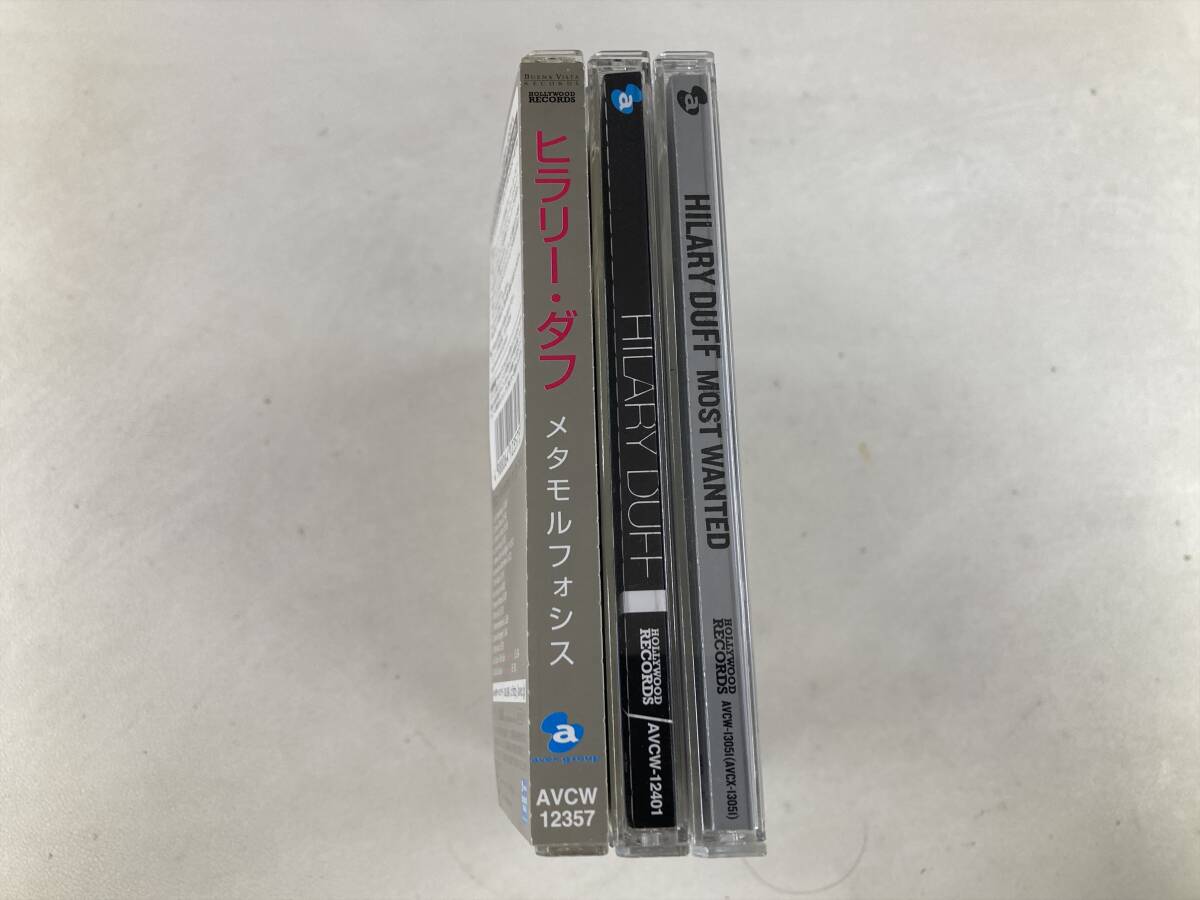 BUENA VISTA
RECORDS
HOLLYWOOD
RECORDS
ヒラリー・ダフ
メタモルフォシス
a
avex group
AVCW
12357
a
HILARY DUFF
HOLLYWOOD
RECORDS
/AVCW-12401
a
HILARY DUFF MOST WANTED
HOLLYWOOD
RECORDS
AVCW-13051(AVCX-13051)